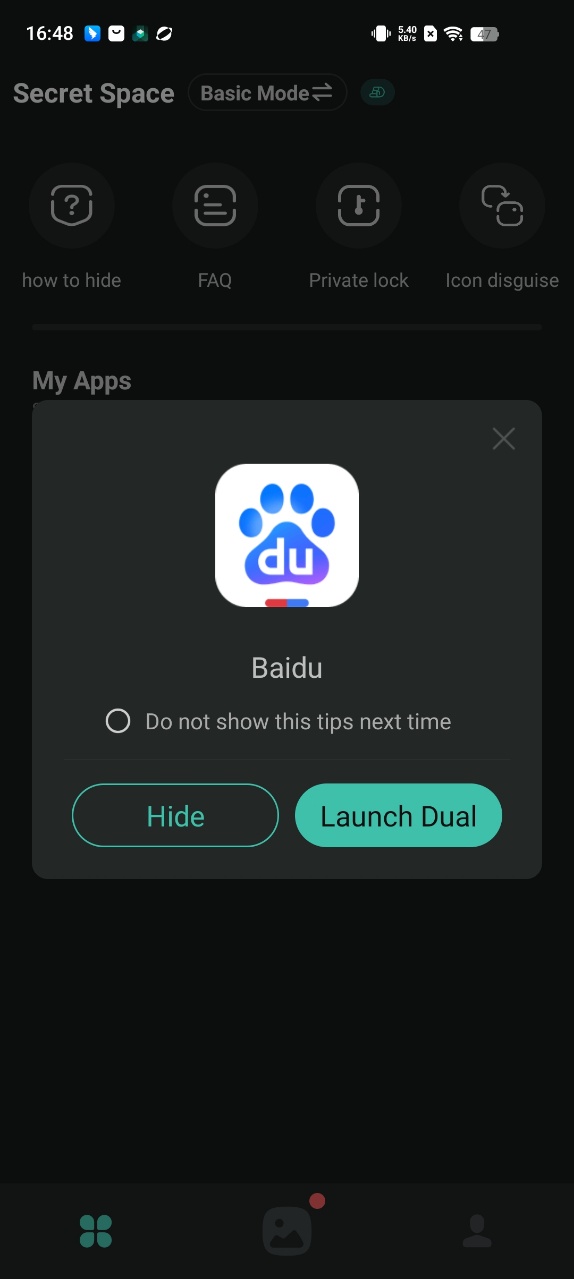 16:48
5.40
KB/s
47
Secret Space
Basic Mode
how to hide
FAQ
Private lock
Icon disguise
My Apps
du
Baidu
Do not show this tips next time
Hide
Launch Dual